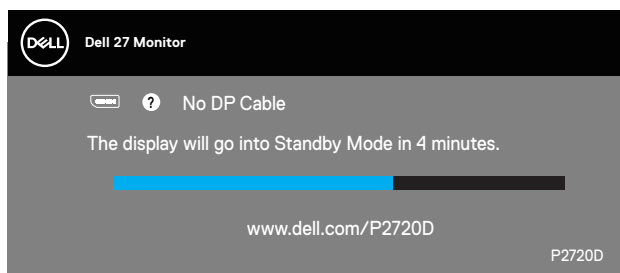 DELL
Dell 27 Monitor
? No DP Cable
The display will go into Standby Mode in 4 minutes.
www.dell.com/P2720D
P2720D